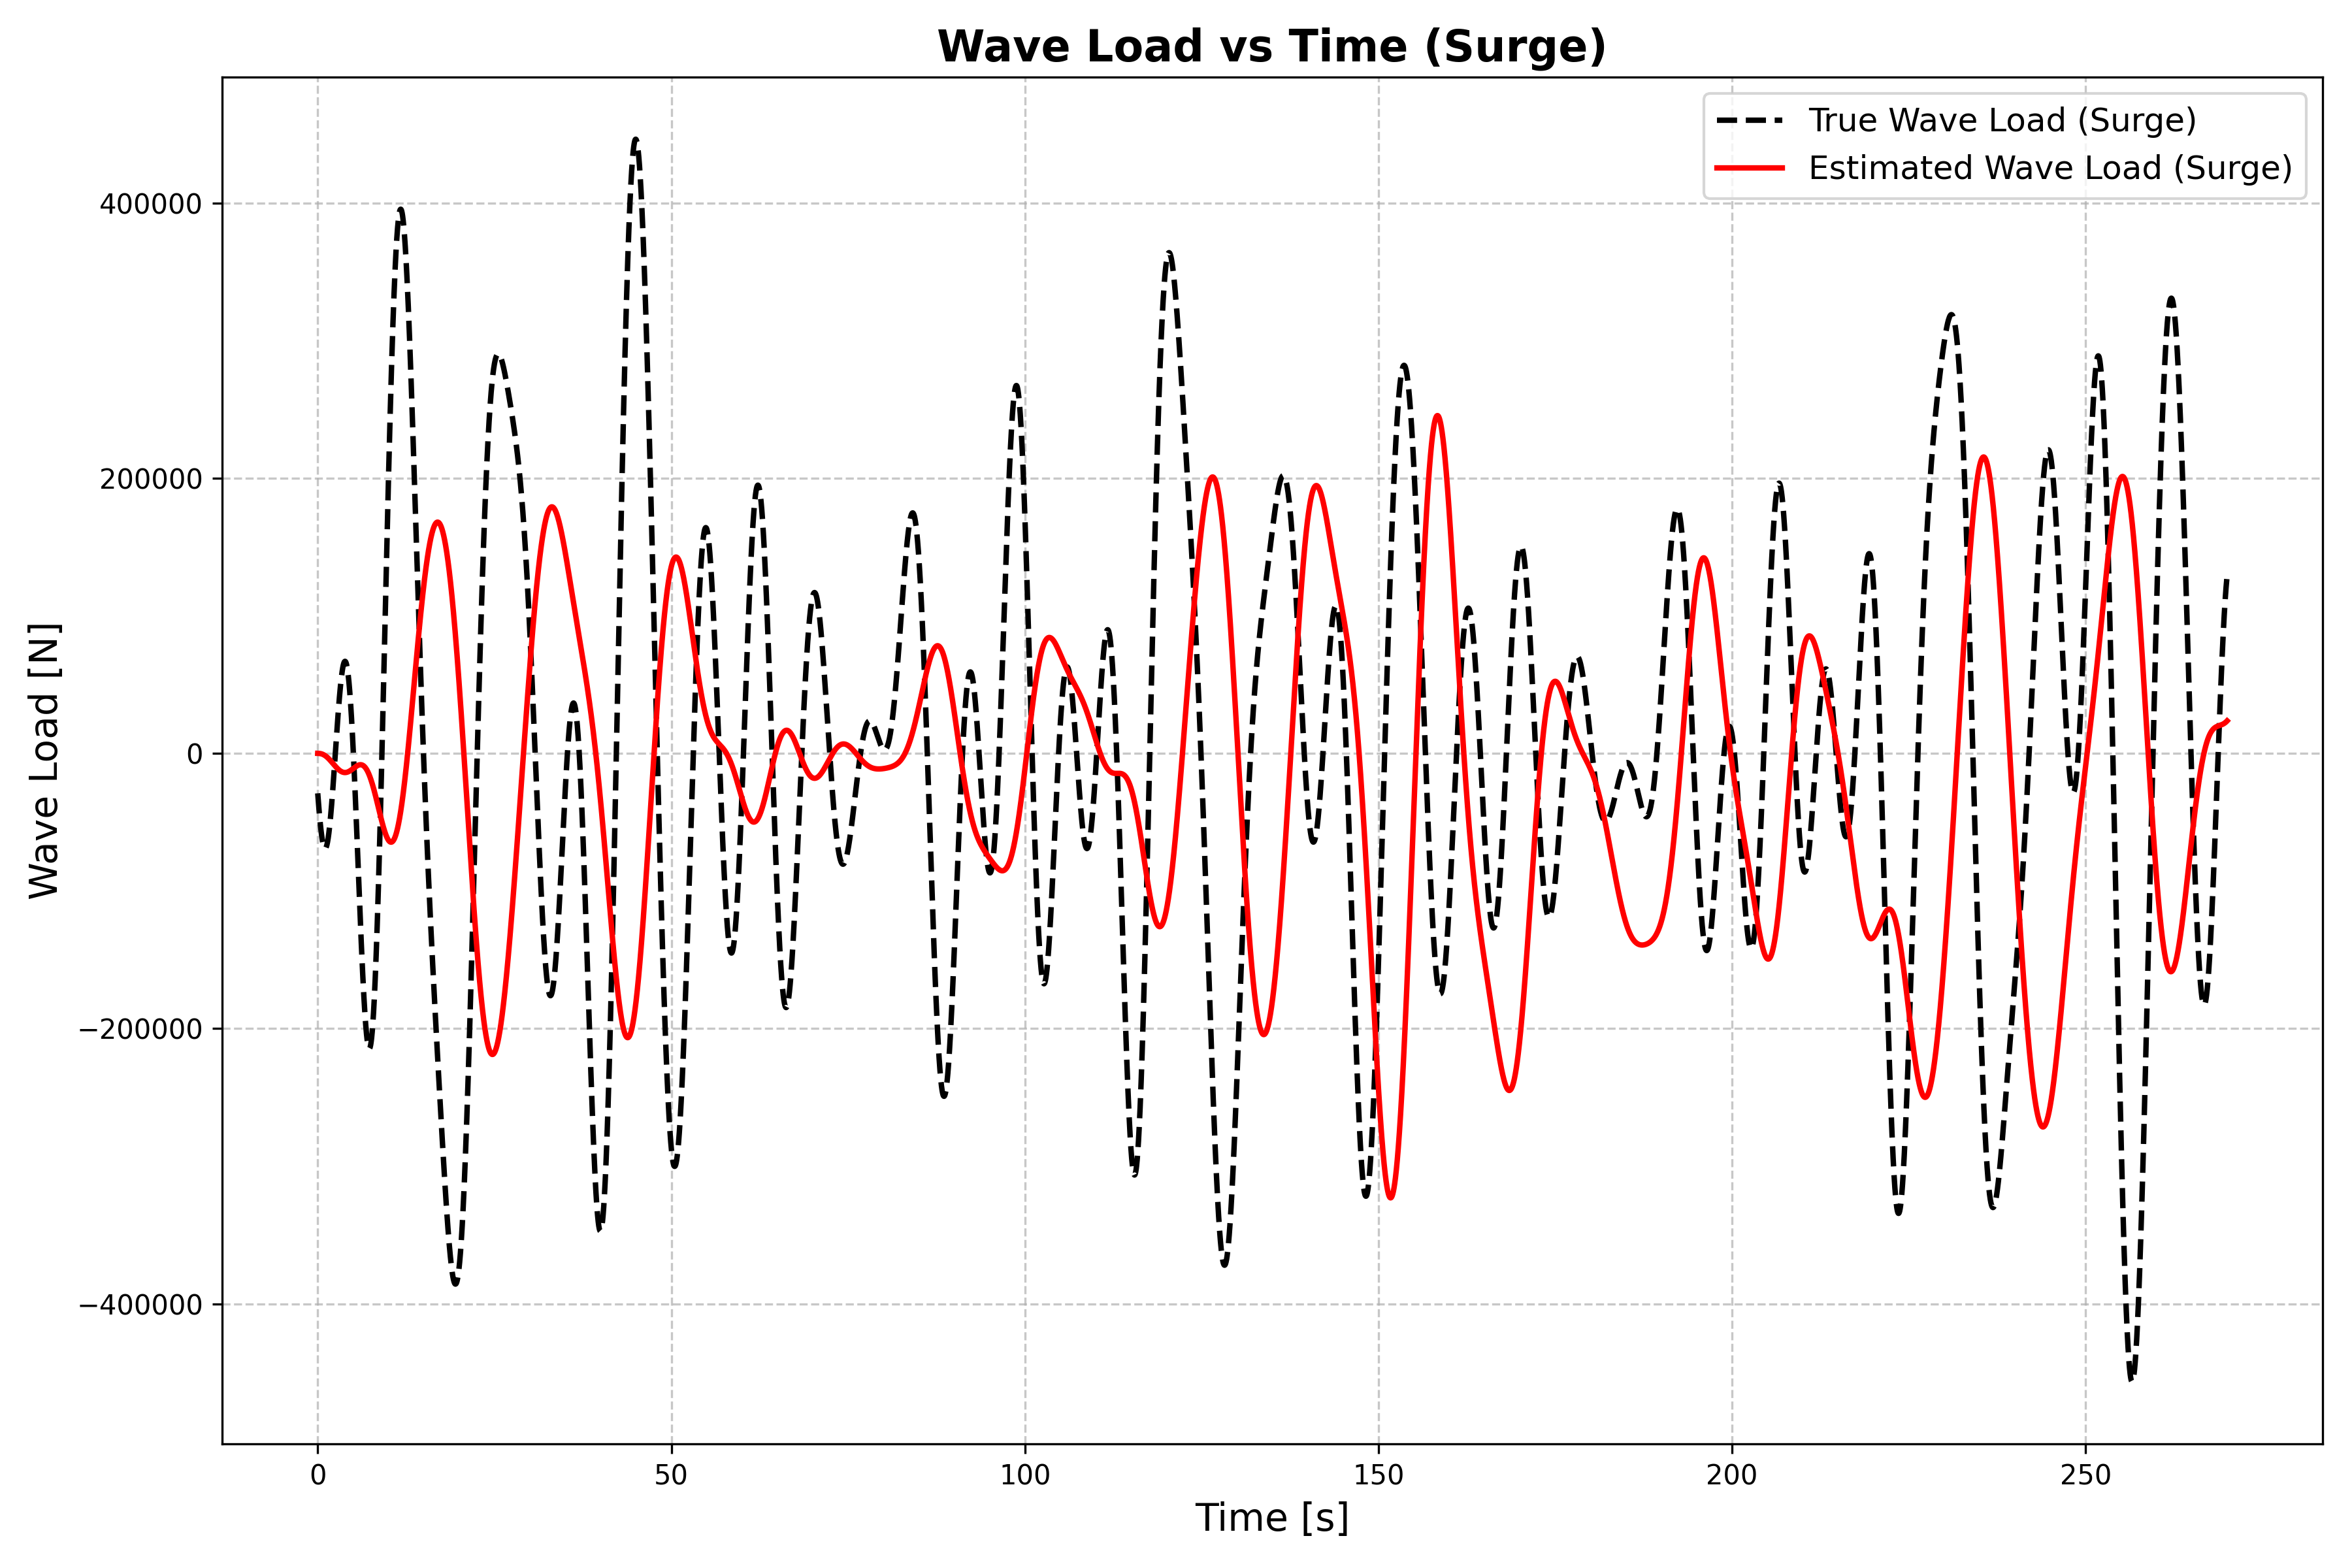 Wave Load vs Time (Surge)
True Wave Load (Surge)
Estimated Wave Load (Surge)
Wave Load [N]
400000
200000
0
−200000
−400000
0 50 100 150 200 250
Time [s]